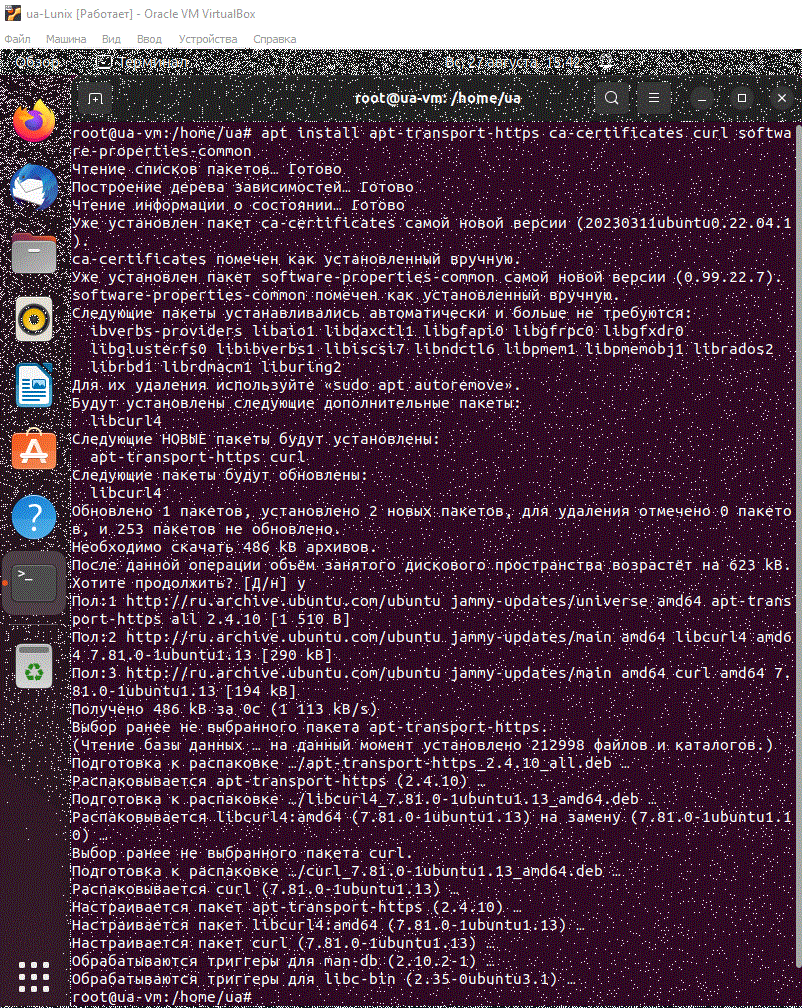 ua-Lunix [Работает] - Oracle VM VirtualBox
Файл Машина Вид Ввод Устройства Справка
Обзор Терминал Вс, 27 августа 15:42
root@ua-vm: /home/ua
root@ua-vm:/home/ua# apt install apt-transport-https ca-certificates curl softwa
re-properties-common
Чтение списков пакетов… Готово
Построение дерева зависимостей… Готово
Чтение информации о состоянии… Готово
Уже установлен пакет ca-certificates самой новой версии (20230311ubuntu0.22.04.1
).
ca-certificates помечен как установленный вручную.
Уже установлен пакет software-properties-common самой новой версии (0.99.22.7).
software-properties-common помечен как установленный вручную.
Следующие пакеты устанавливались автоматически и больше не требуются:
ibverbs-providers libaio1 libdaxctl1 libgfapi0 libgfrpc0 libgfxdr0
libglusterfs0 libibverbs1 libiscsi7 libndctl6 libpmem1 libpmemobj1 librados2
librbd1 librdmacm1 liburing2
Для их удаления используйте «sudo apt autoremove».
Будут установлены следующие дополнительные пакеты:
libcurl4
Следующие НОВЫЕ пакеты будут установлены:
apt-transport-https curl
Следующие пакеты будут обновлены:
libcurl4
Обновлено 1 пакетов, установлено 2 новых пакетов, для удаления отмечено 0 пакето
в, и 253 пакетов не обновлено.
Необходимо скачать 486 kB архивов.
После данной операции объём занятого дискового пространства возрастёт на 623 kB.
Хотите продолжить? [Д/н] y
Пол:1 http://ru.archive.ubuntu.com/ubuntu jammy-updates/universe amd64 apt-trans
port-https all 2.4.10 [1 510 B]
Пол:2 http://ru.archive.ubuntu.com/ubuntu jammy-updates/main amd64 libcurl4 amd6
4 7.81.0-1ubuntu1.13 [290 kB]
Пол:3 http://ru.archive.ubuntu.com/ubuntu jammy-updates/main amd64 curl amd64 7.
81.0-1ubuntu1.13 [194 kB]
Получено 486 kB за 0с (1 113 kB/s)
Выбор ранее не выбранного пакета apt-transport-https.
(Чтение базы данных … на данный момент установлено 212998 файлов и каталогов.)
Подготовка к распаковке …/apt-transport-https_2.4.10_all.deb …
Распаковывается apt-transport-https (2.4.10) …
Подготовка к распаковке …/libcurl4_7.81.0-1ubuntu1.13_amd64.deb …
Распаковывается libcurl4:amd64 (7.81.0-1ubuntu1.13) на замену (7.81.0-1ubuntu1.1
0) …
Выбор ранее не выбранного пакета curl.
Подготовка к распаковке …/curl_7.81.0-1ubuntu1.13_amd64.deb …
Распаковывается curl (7.81.0-1ubuntu1.13) …
Настраивается пакет apt-transport-https (2.4.10) …
Настраивается пакет libcurl4:amd64 (7.81.0-1ubuntu1.13) …
Настраивается пакет curl (7.81.0-1ubuntu1.13) …
Обрабатываются триггеры для man-db (2.10.2-1) …
Обрабатываются триггеры для libc-bin (2.35-0ubuntu3.1) …
root@ua-vm:/home/ua#